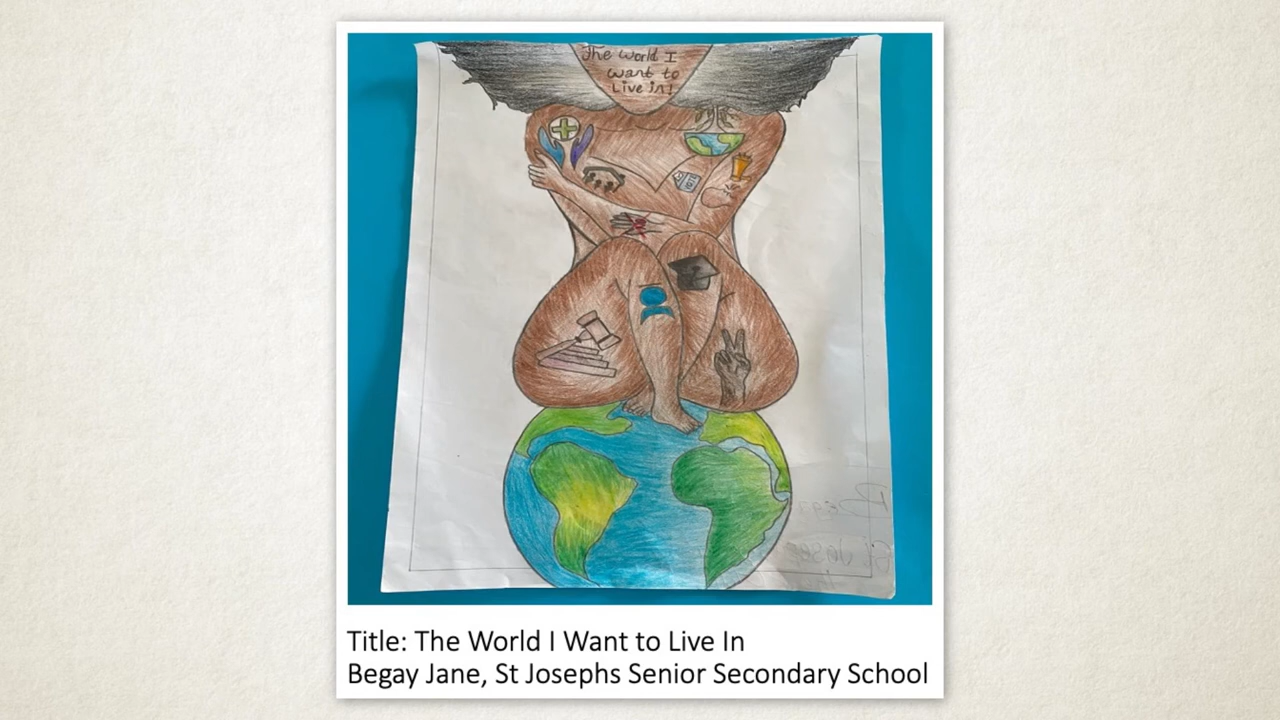 The World I
want to
Live in!
Title: The World I Want to Live In
Begay Jane, St Josephs Senior Secondary School